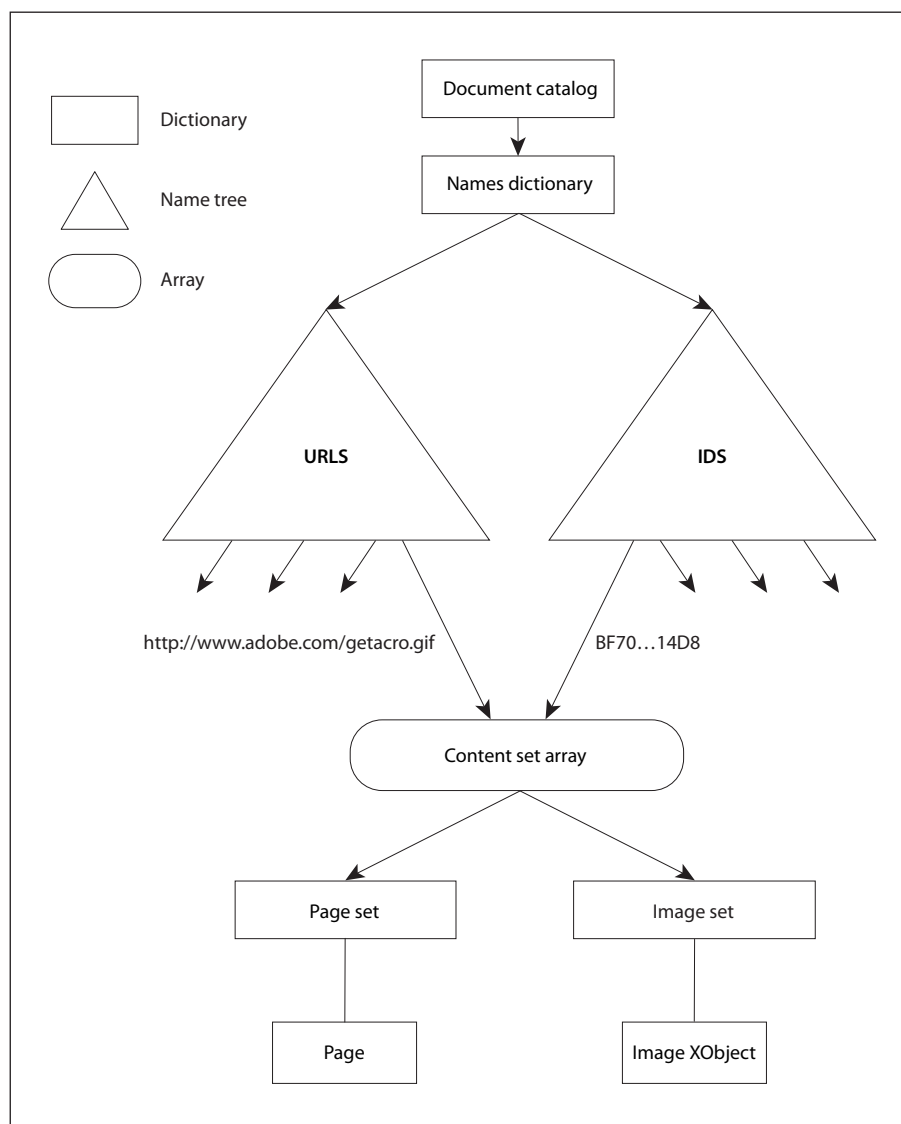 Document catalog
Dictionary
Names dictionary
Name tree
Array
URLS
IDS
http://www.adobe.com/getacro.gif
BF70…14D8
Content set array
Page set
Image set
Page
Image XObject